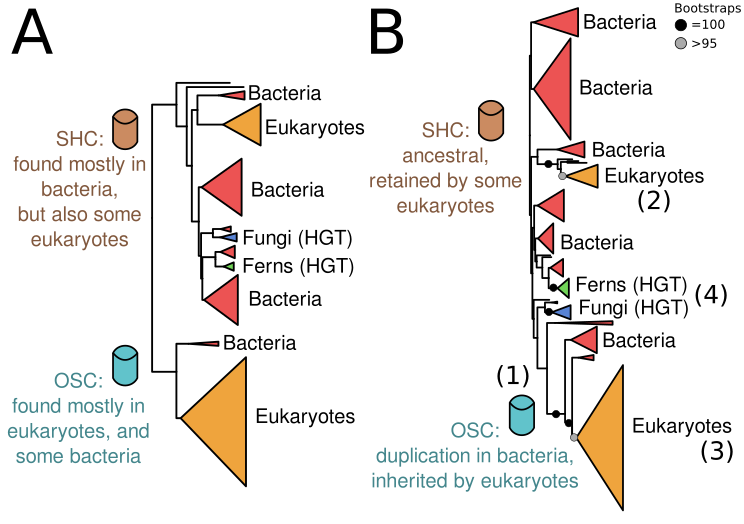 A
Bacteria
Eukaryotes
SHC:
found mostly in
bacteria,
but also some
eukaryotes
Bacteria
Fungi (HGT)
Ferns (HGT)
Bacteria
Bacteria
OSC:
found mostly in
eukaryotes, and
some bacteria
Eukaryotes
B
Bootstraps
=100
>95
Bacteria
Bacteria
SHC:
ancestral,
retained by some
eukaryotes
Bacteria
Eukaryotes
(2)
Bacteria
Ferns (HGT)
Fungi (HGT)
(4)
Bacteria
(1)
OSC:
duplication in bacteria,
inherited by eukaryotes
Eukaryotes
(3)